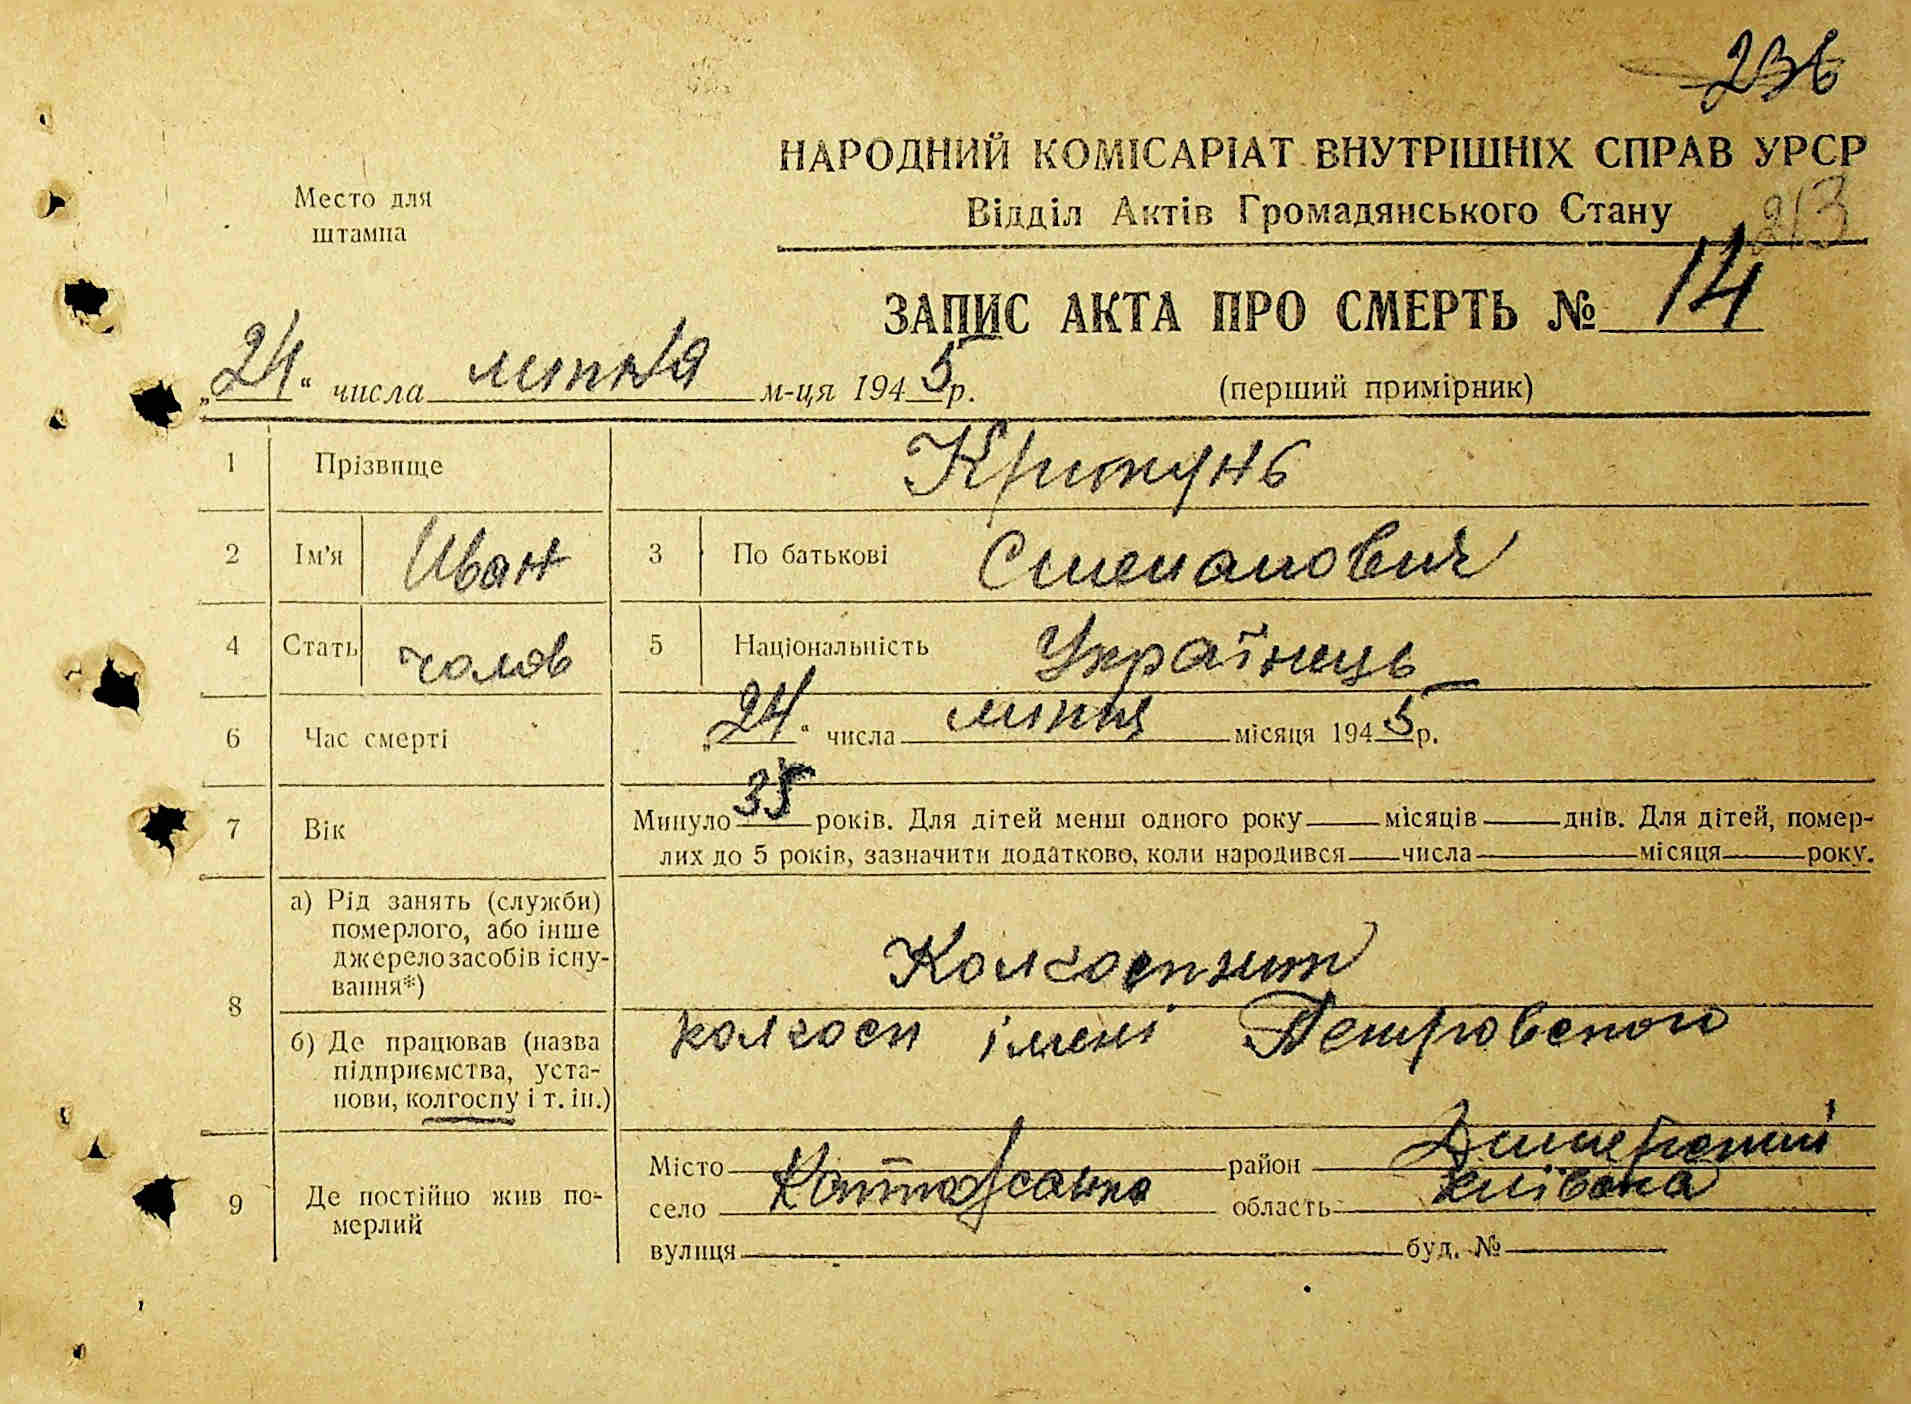 236
НАРОДНИЙ КОМІСАРІАТ ВНУТРІШНІХ СПРАВ УРСР
Место для
штампа
Відділ Актів Громадянського Стану
213
ЗАПИС АКТА ПРО СМЕРТЬ № 14
„24“ числа липня м-ця 1945 р.
(перший примірник)
1 Прізвище Крикунь
2 Ім'я Иван 3 По батькові Степанович
4 Стать чолов 5 Національність Українець
6 Час смерті „24“ числа липня місяця 1945 р.
7 Вік Минуло 35 років. Для дітей менш одного року місяців днів. Для дітей, помер-
лих до 5 років, зазначити додатково, коли народився числа місяця року.
8 а) Рід занять (служби)
померлого, або інше
джерело засобів існу-
вання*)
Колгоспник
б) Де працював (назва
підприємства, уста-
нови, колгоспу і т. ін.)
колгосп імені Петровского
9 Де постійно жив по-
мерлий
Місто район Димерский
село Катюжанка область київска
вулиця буд. №